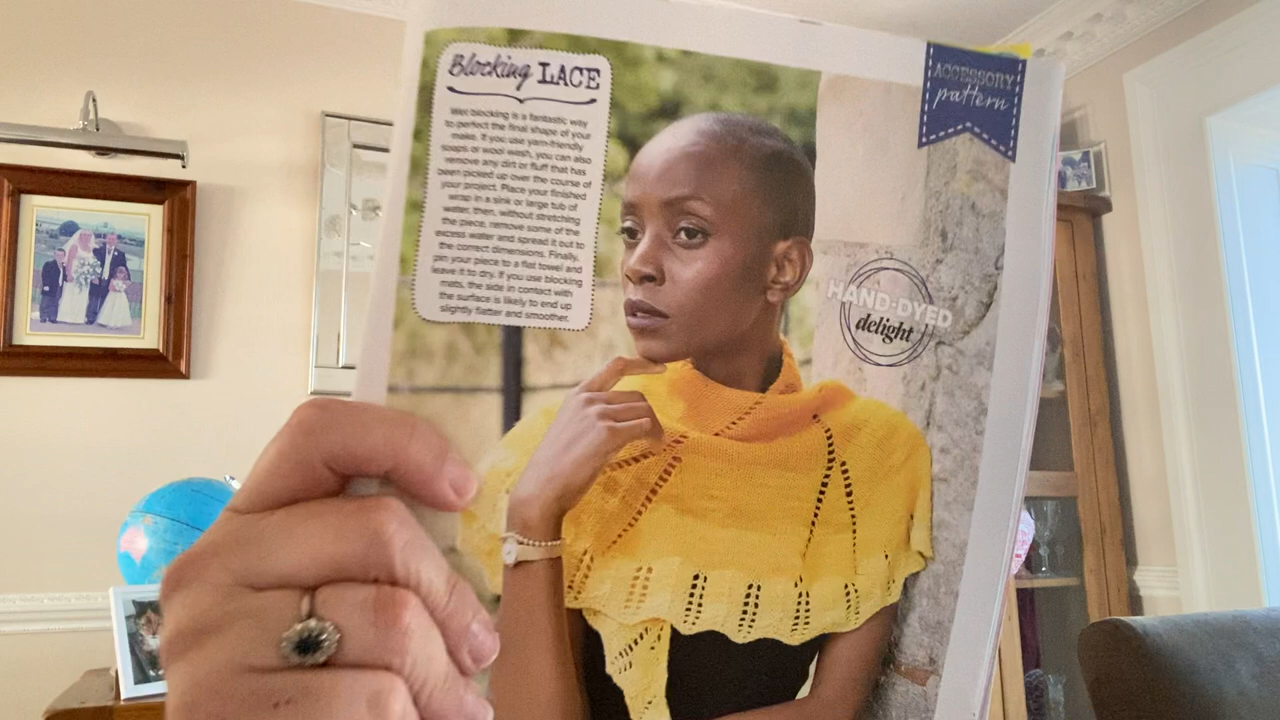 Blocking LACE
Wet blocking is a fantastic way
to perfect the final shape of your
make. If you use yarn-friendly
soaps or wool wash, you can also
remove any dirt or fluff that has
been picked up over the course of
your project. Place your finished
wrap in a sink or large tub of
water, then, without stretching
the piece, remove some of the
excess water and spread it out to
the correct dimensions. Finally,
pin your piece to a flat towel and
leave it to dry. If you use blocking
mats, the side in contact with
the surface is likely to end up
slightly flatter and smoother.
ACCESSORY
pattern
HAND-DYED
delight